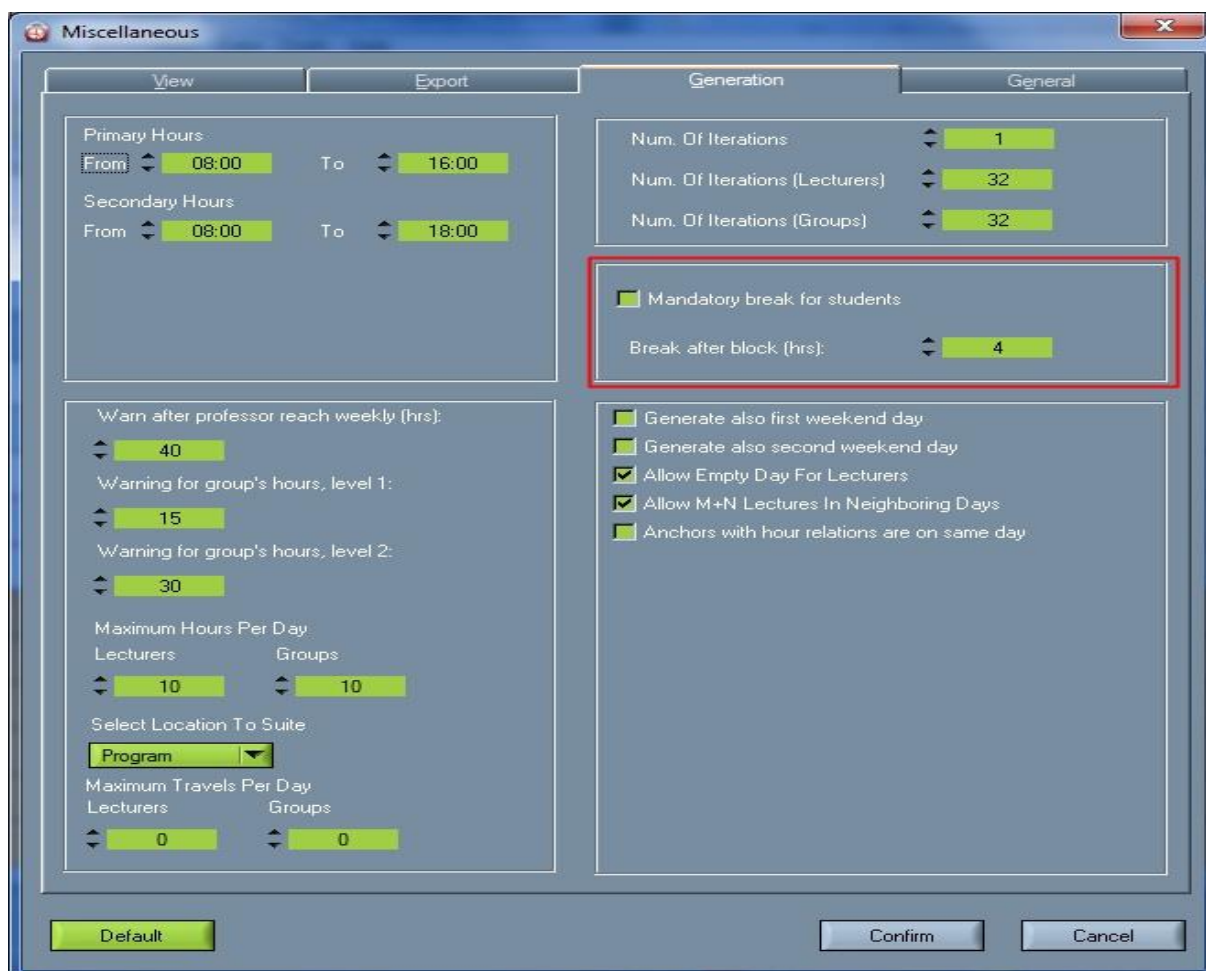 Miscellaneous
View Export Generation General
Primary Hours
From 08:00 To 16:00
Secondary Hours
From 08:00 To 18:00
Num. Of Iterations 1
Num. Of Iterations (Lecturers) 32
Num. Of Iterations (Groups) 32
Mandatory break for students
Break after block (hrs): 4
Warn after professor reach weekly (hrs):
40
Warning for group's hours, level 1:
15
Warning for group's hours, level 2:
30
Maximum Hours Per Day
Lecturers Groups
10 10
Select Location To Suite
Program
Maximum Travels Per Day
Lecturers Groups
0 0
Generate also first weekend day
Generate also second weekend day
Allow Empty Day For Lecturers
Allow M+N Lectures In Neighboring Days
Anchors with hour relations are on same day
Default Confirm Cancel